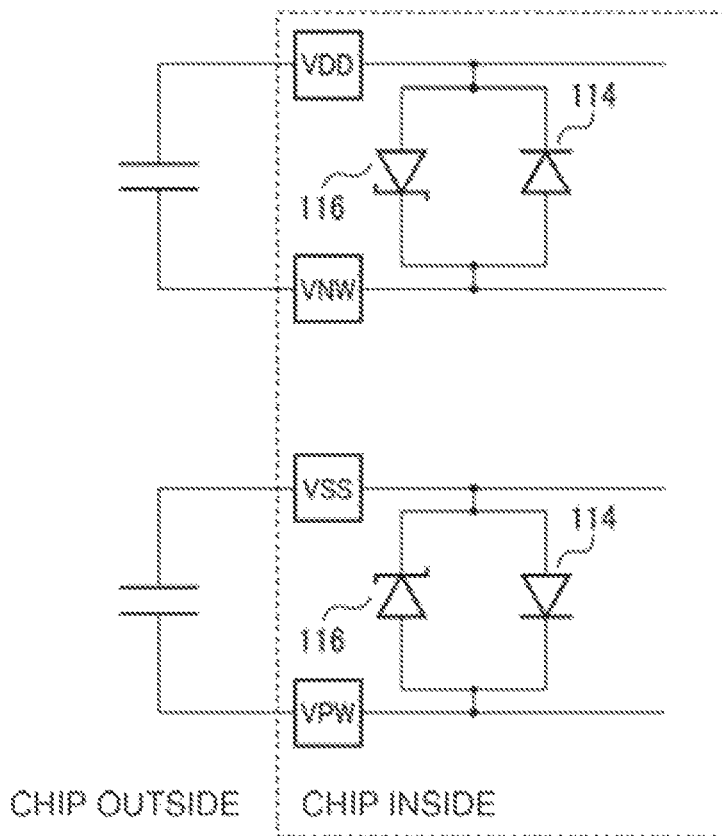 VDD
114
116
VNW
VSS
114
116
VPW
CHIP OUTSIDE
CHIP INSIDE